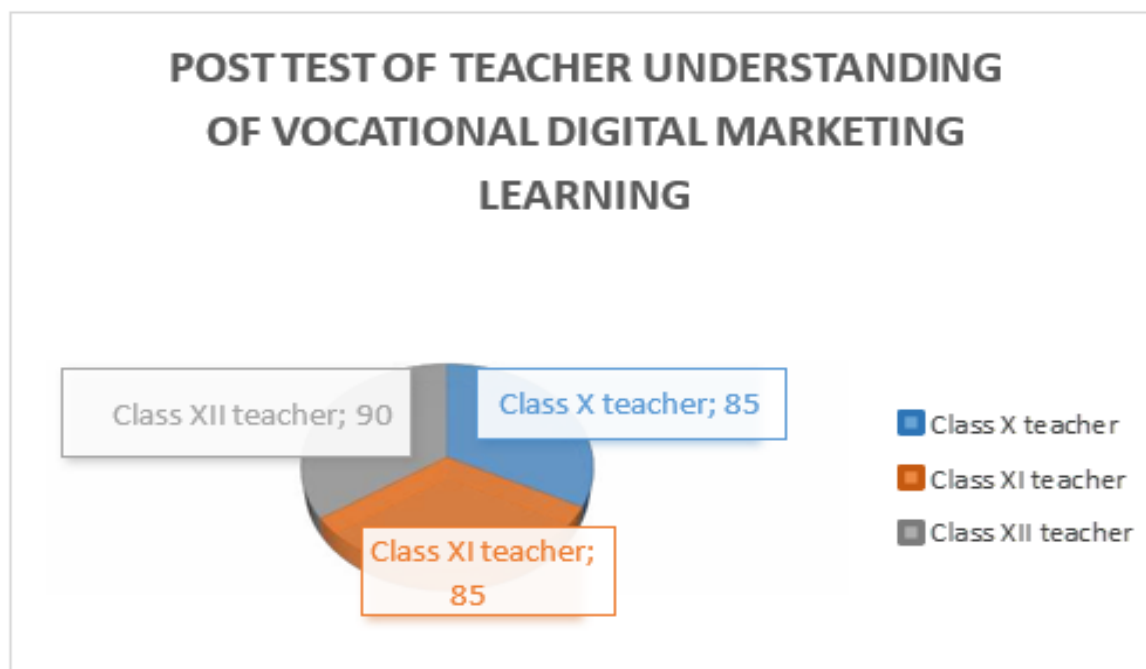 POST TEST OF TEACHER UNDERSTANDING
OF VOCATIONAL DIGITAL MARKETING
LEARNING
Class XII teacher; 90
Class X teacher; 85
Class XI teacher;
85
Class X teacher
Class XI teacher
Class XII teacher